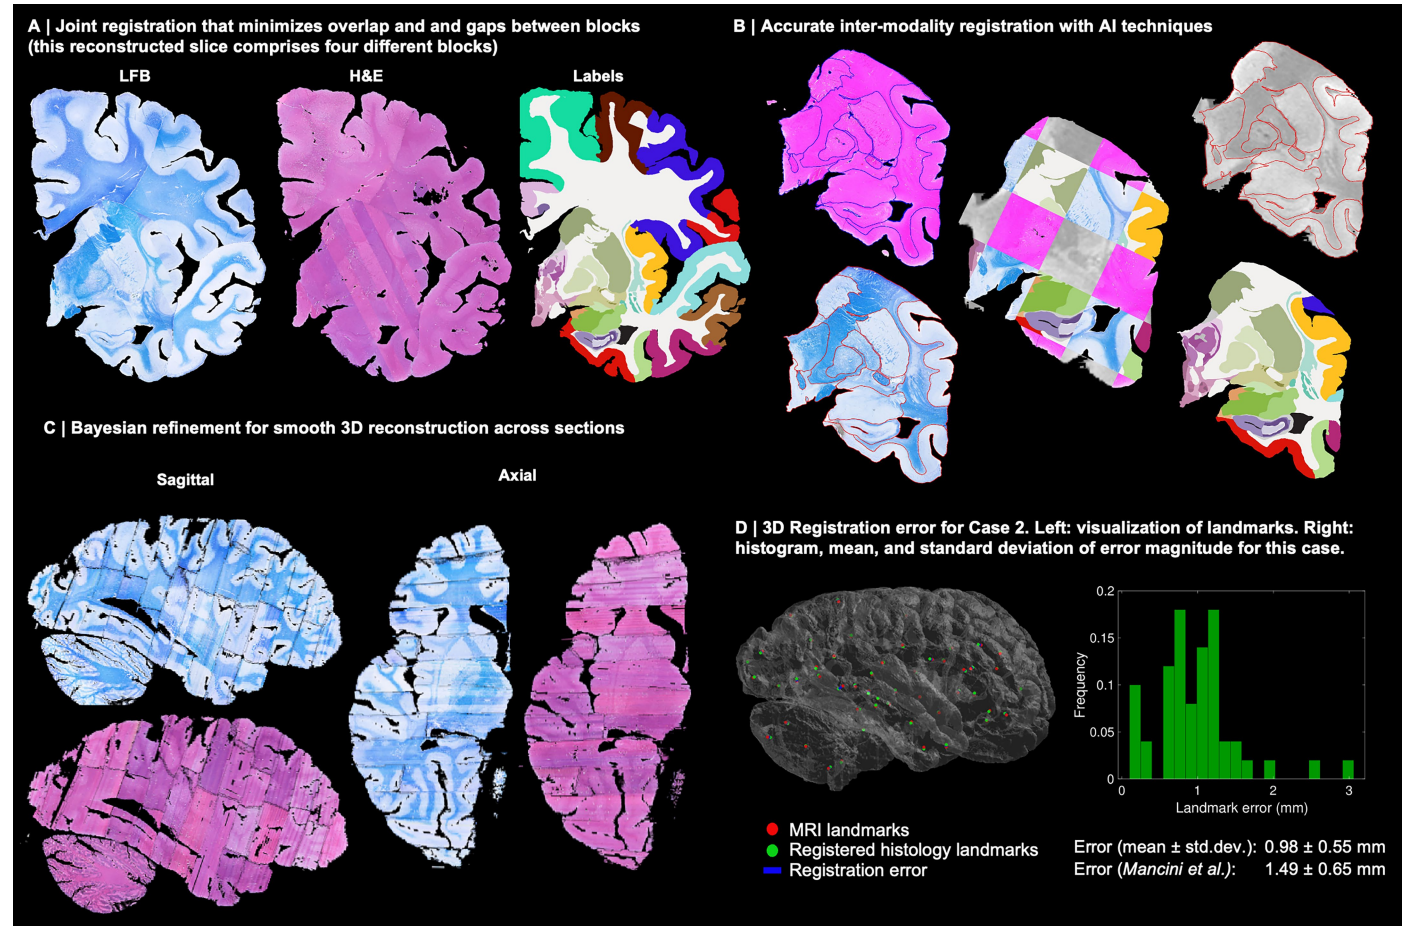 A | Joint registration that minimizes overlap and and gaps between blocks
(this reconstructed slice comprises four different blocks)
LFB
H&E
Labels
B | Accurate inter-modality registration with AI techniques
C | Bayesian refinement for smooth 3D reconstruction across sections
Sagittal
Axial
D | 3D Registration error for Case 2. Left: visualization of landmarks. Right:
histogram, mean, and standard deviation of error magnitude for this case.
MRI landmarks
Registered histology landmarks
Registration error
0.2
0.15
0.1
0.05
0
Frequency
0
1
2
3
Landmark error (mm)
Error (mean ± std.dev.): 0.98 ± 0.55 mm
Error (Mancini et al.): 1.49 ± 0.65 mm